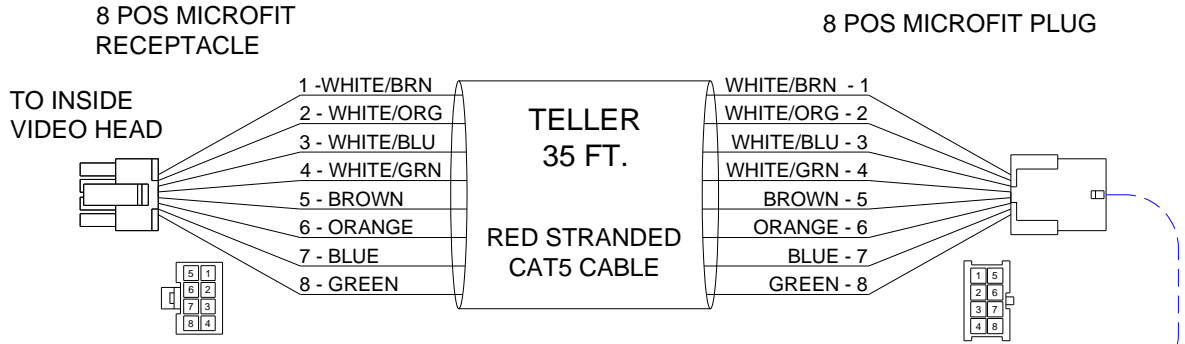 8 POS MICROFIT
RECEPTACLE
8 POS MICROFIT PLUG
TO INSIDE
VIDEO HEAD
1 -WHITE/BRN
2 - WHITE/ORG
3 - WHITE/BLU
4 - WHITE/GRN
5 - BROWN
6 - ORANGE
7 - BLUE
8 - GREEN
TELLER
35 FT.
RED STRANDED
CAT5 CABLE
WHITE/BRN - 1
WHITE/ORG - 2
WHITE/BLU - 3
WHITE/GRN - 4
BROWN - 5
ORANGE - 6
BLUE - 7
GREEN - 8
5 1
6 2
7 3
8 4
1 5
2 6
3 7
4 8